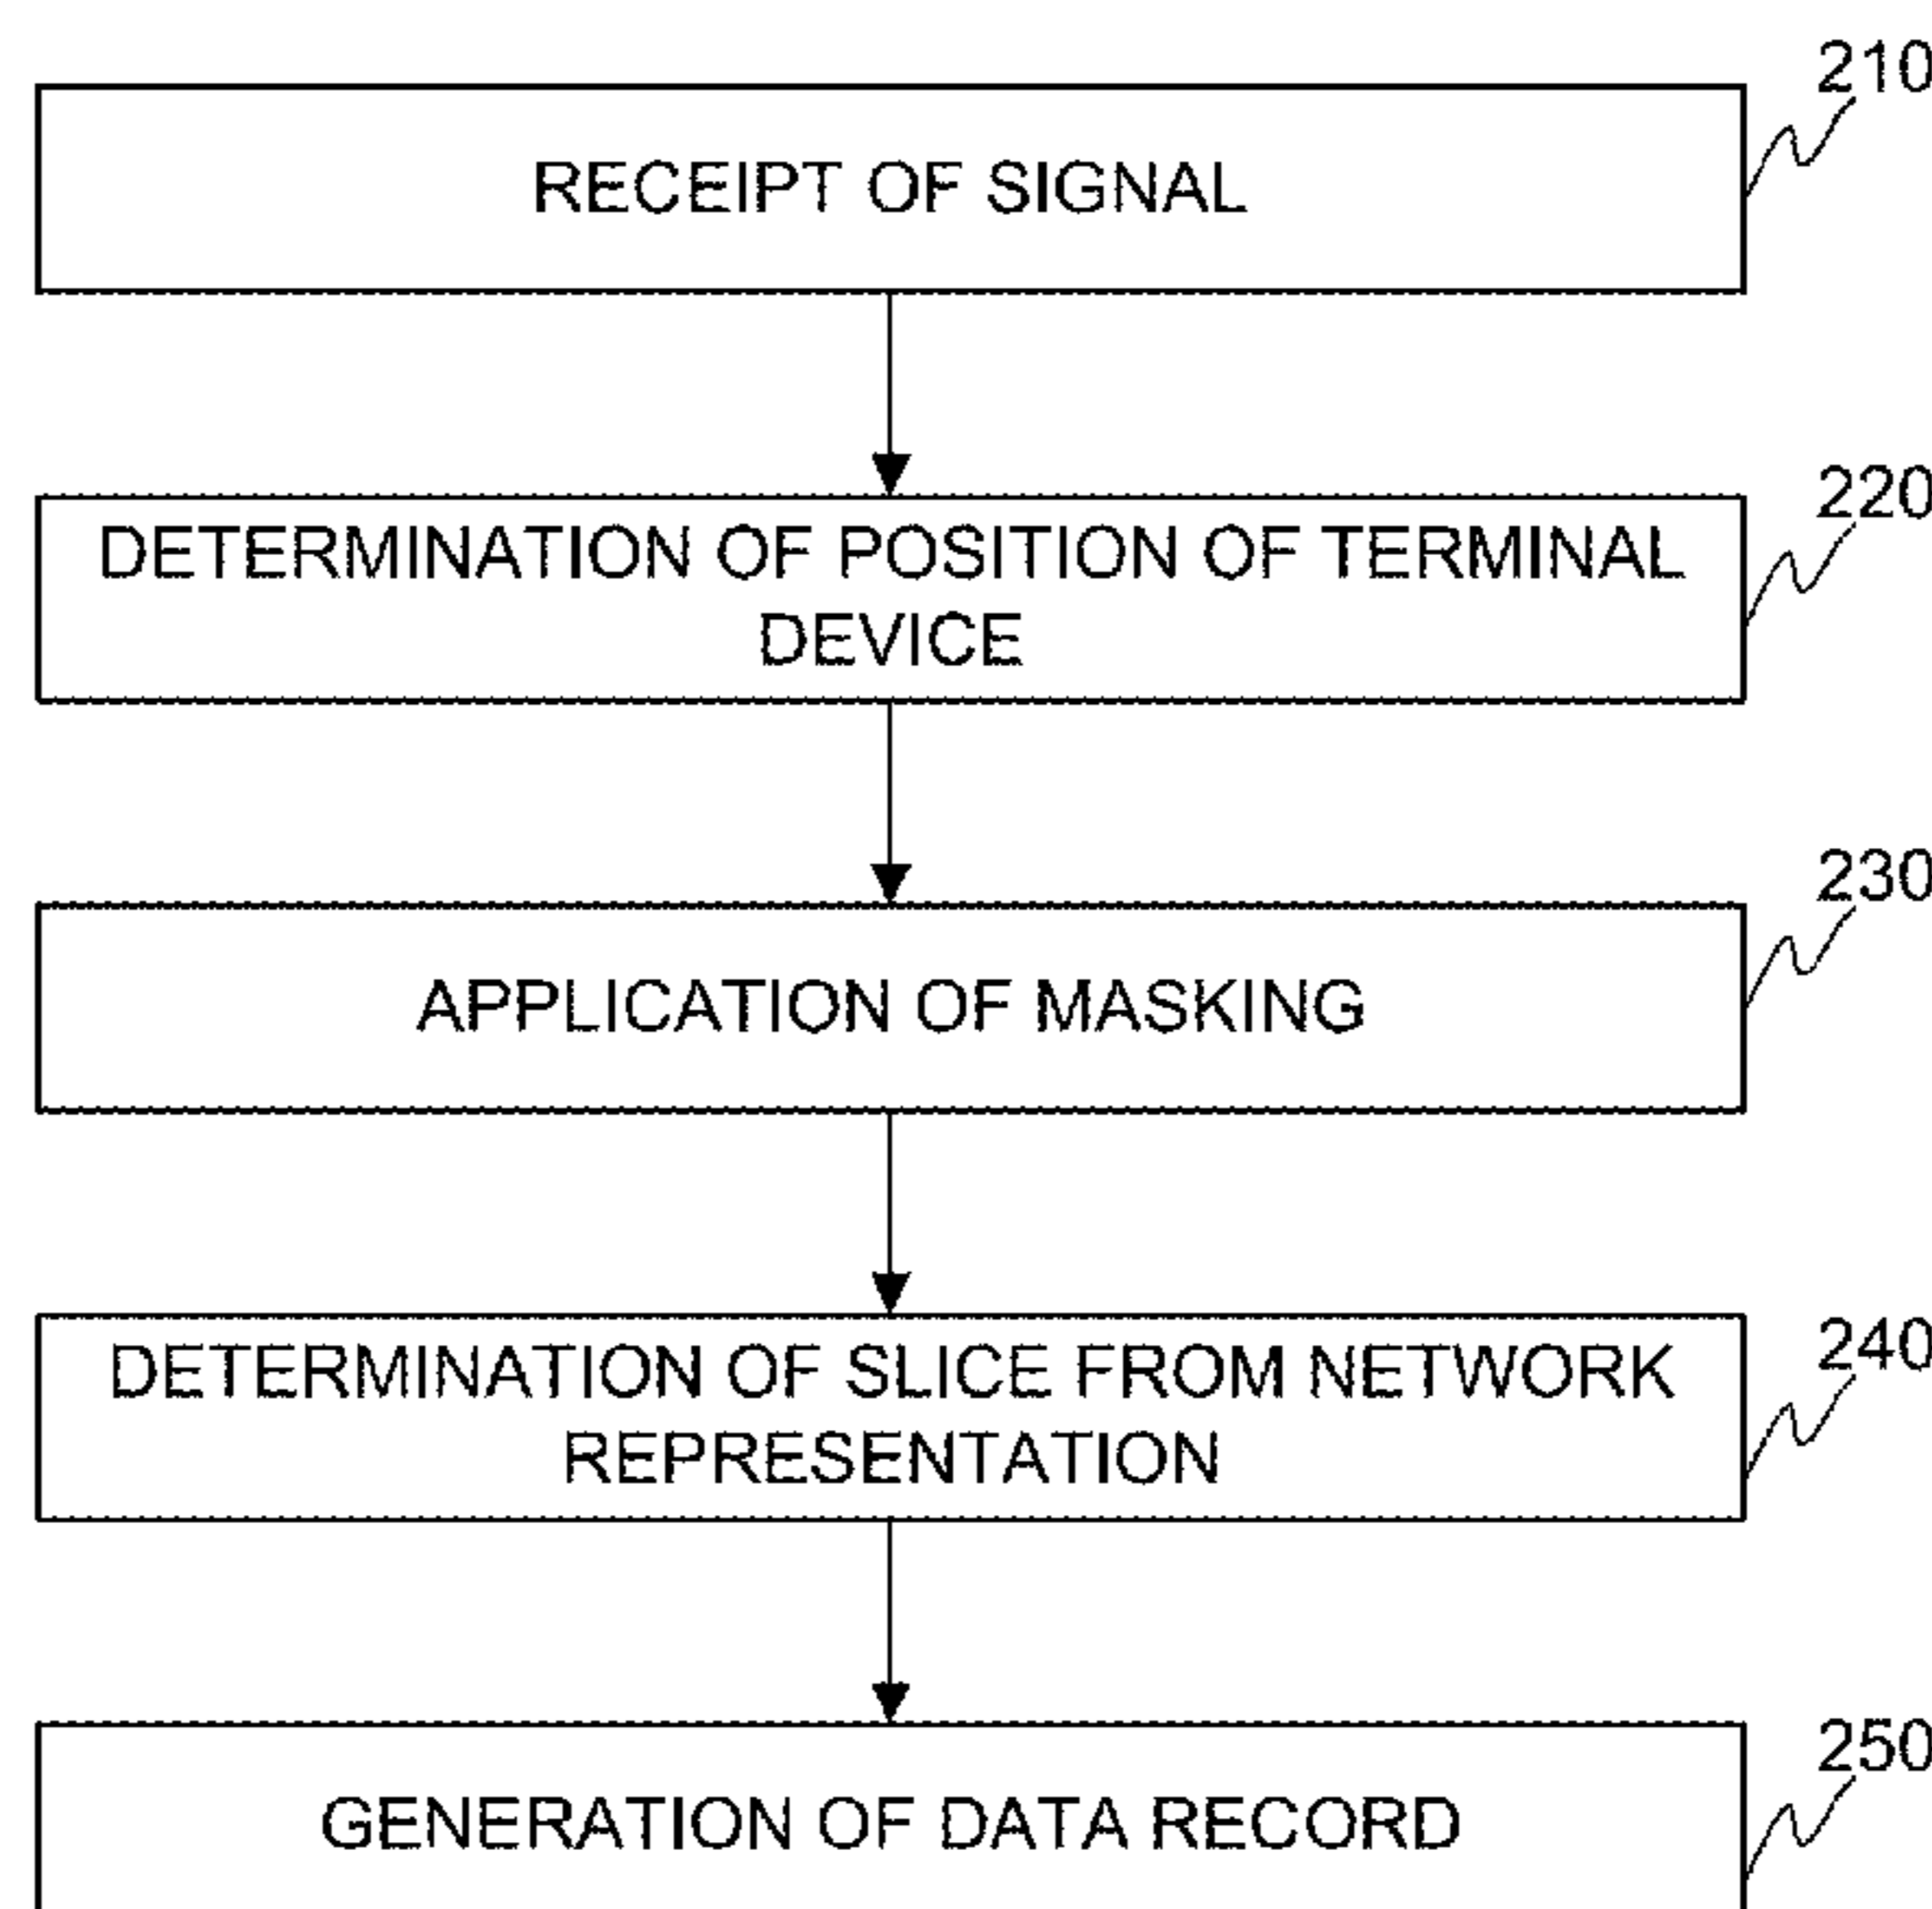 210
RECEIPT OF SIGNAL
220
DETERMINATION OF POSITION OF TERMINAL
DEVICE
230
APPLICATION OF MASKING
240
DETERMINATION OF SLICE FROM NETWORK
REPRESENTATION
250
GENERATION OF DATA RECORD